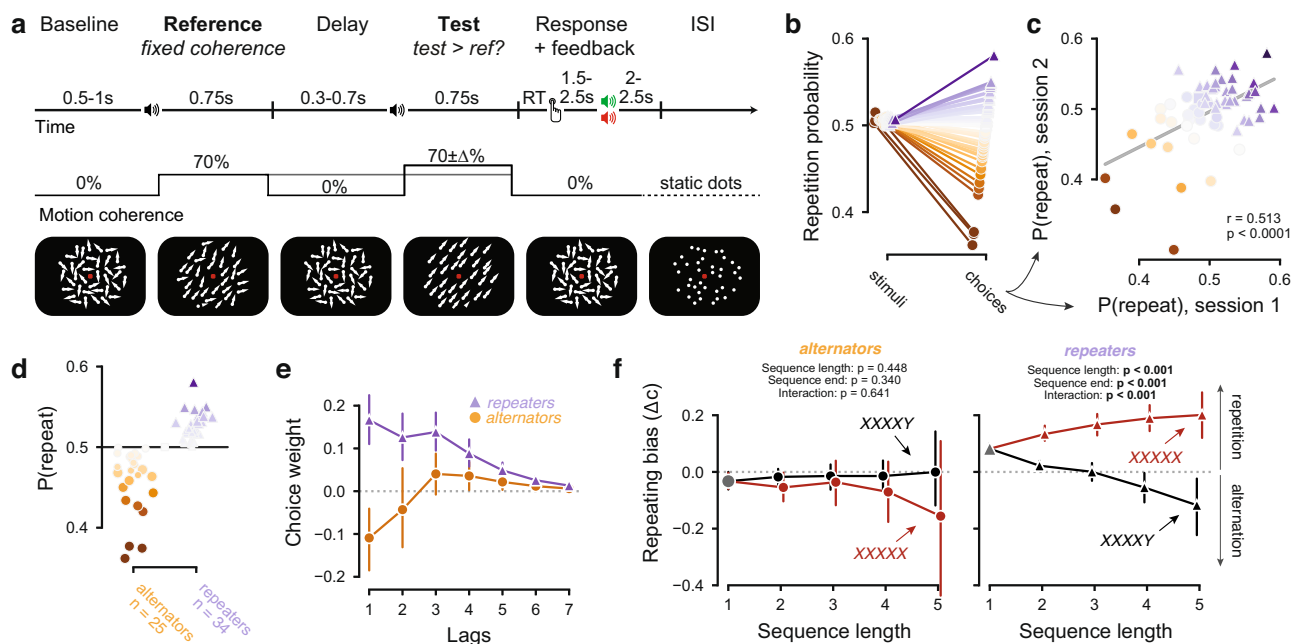 a
Baseline
Reference
fixed coherence
Delay
Test
test > ref?
Response
+ feedback
ISI
0.5-1s
0.75s
0.3-0.7s
0.75s
RT
1.5-
2.5s
2-
2.5s
Time
0%
70%
0%
70±Δ%
0%
static dots
Motion coherence
b
Repetition probability
0.6
0.5
0.4
stimuli
choices
c
P(repeat), session 2
0.6
0.5
0.4
r = 0.513
p < 0.0001
0.4
0.5
0.6
P(repeat), session 1
d
P(repeat)
0.6
0.5
0.4
alternators
n = 25
repeaters
n = 34
e
Choice weight
0.2
0.1
0.0
−0.1
−0.2
repeaters
alternators
1
2
3
4
5
6
7
Lags
f
alternators
Sequence length: p = 0.448
Sequence end: p = 0.340
Interaction: p = 0.641
Repeating bias (Δc)
0.2
0.0
−0.2
−0.4
XXXXY
XXXXX
1
2
3
4
5
Sequence length
repeaters
Sequence length: p < 0.001
Sequence end: p < 0.001
Interaction: p < 0.001
XXXXX
XXXXY
1
2
3
4
5
Sequence length
repetition
alternation